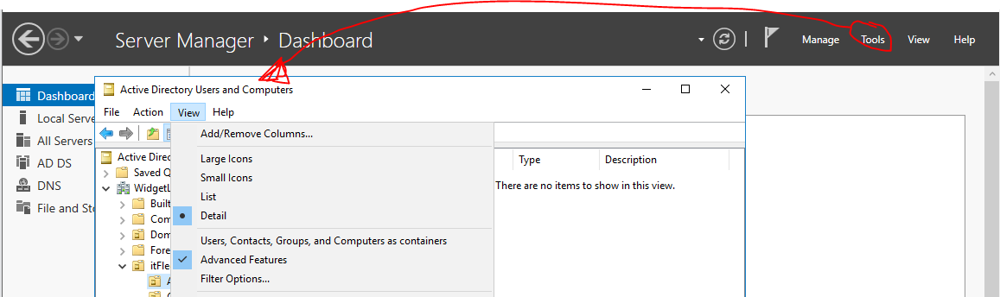 Server Manager ‣ Dashboard
Manage Tools View Help
Dashboard
Local Serve
All Servers
AD DS
DNS
File and Sto
Active Directory Users and Computers
File Action View Help
Active Direc
Saved Q
WidgetL
Built
Com
Dom
Fore
itFle
Add/Remove Columns...
Large Icons
Small Icons
List
Detail
Users, Contacts, Groups, and Computers as containers
Advanced Features
Filter Options...
Type Description
There are no items to show in this view.